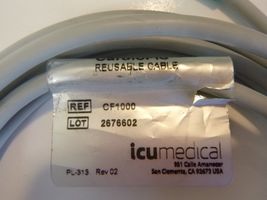 REUSABLE CABLE
REF CF1000
LOT 2676602
icumedical
951 Calle Amanecer
San Clemente, CA 92673 USA
PL-313 Rev 02